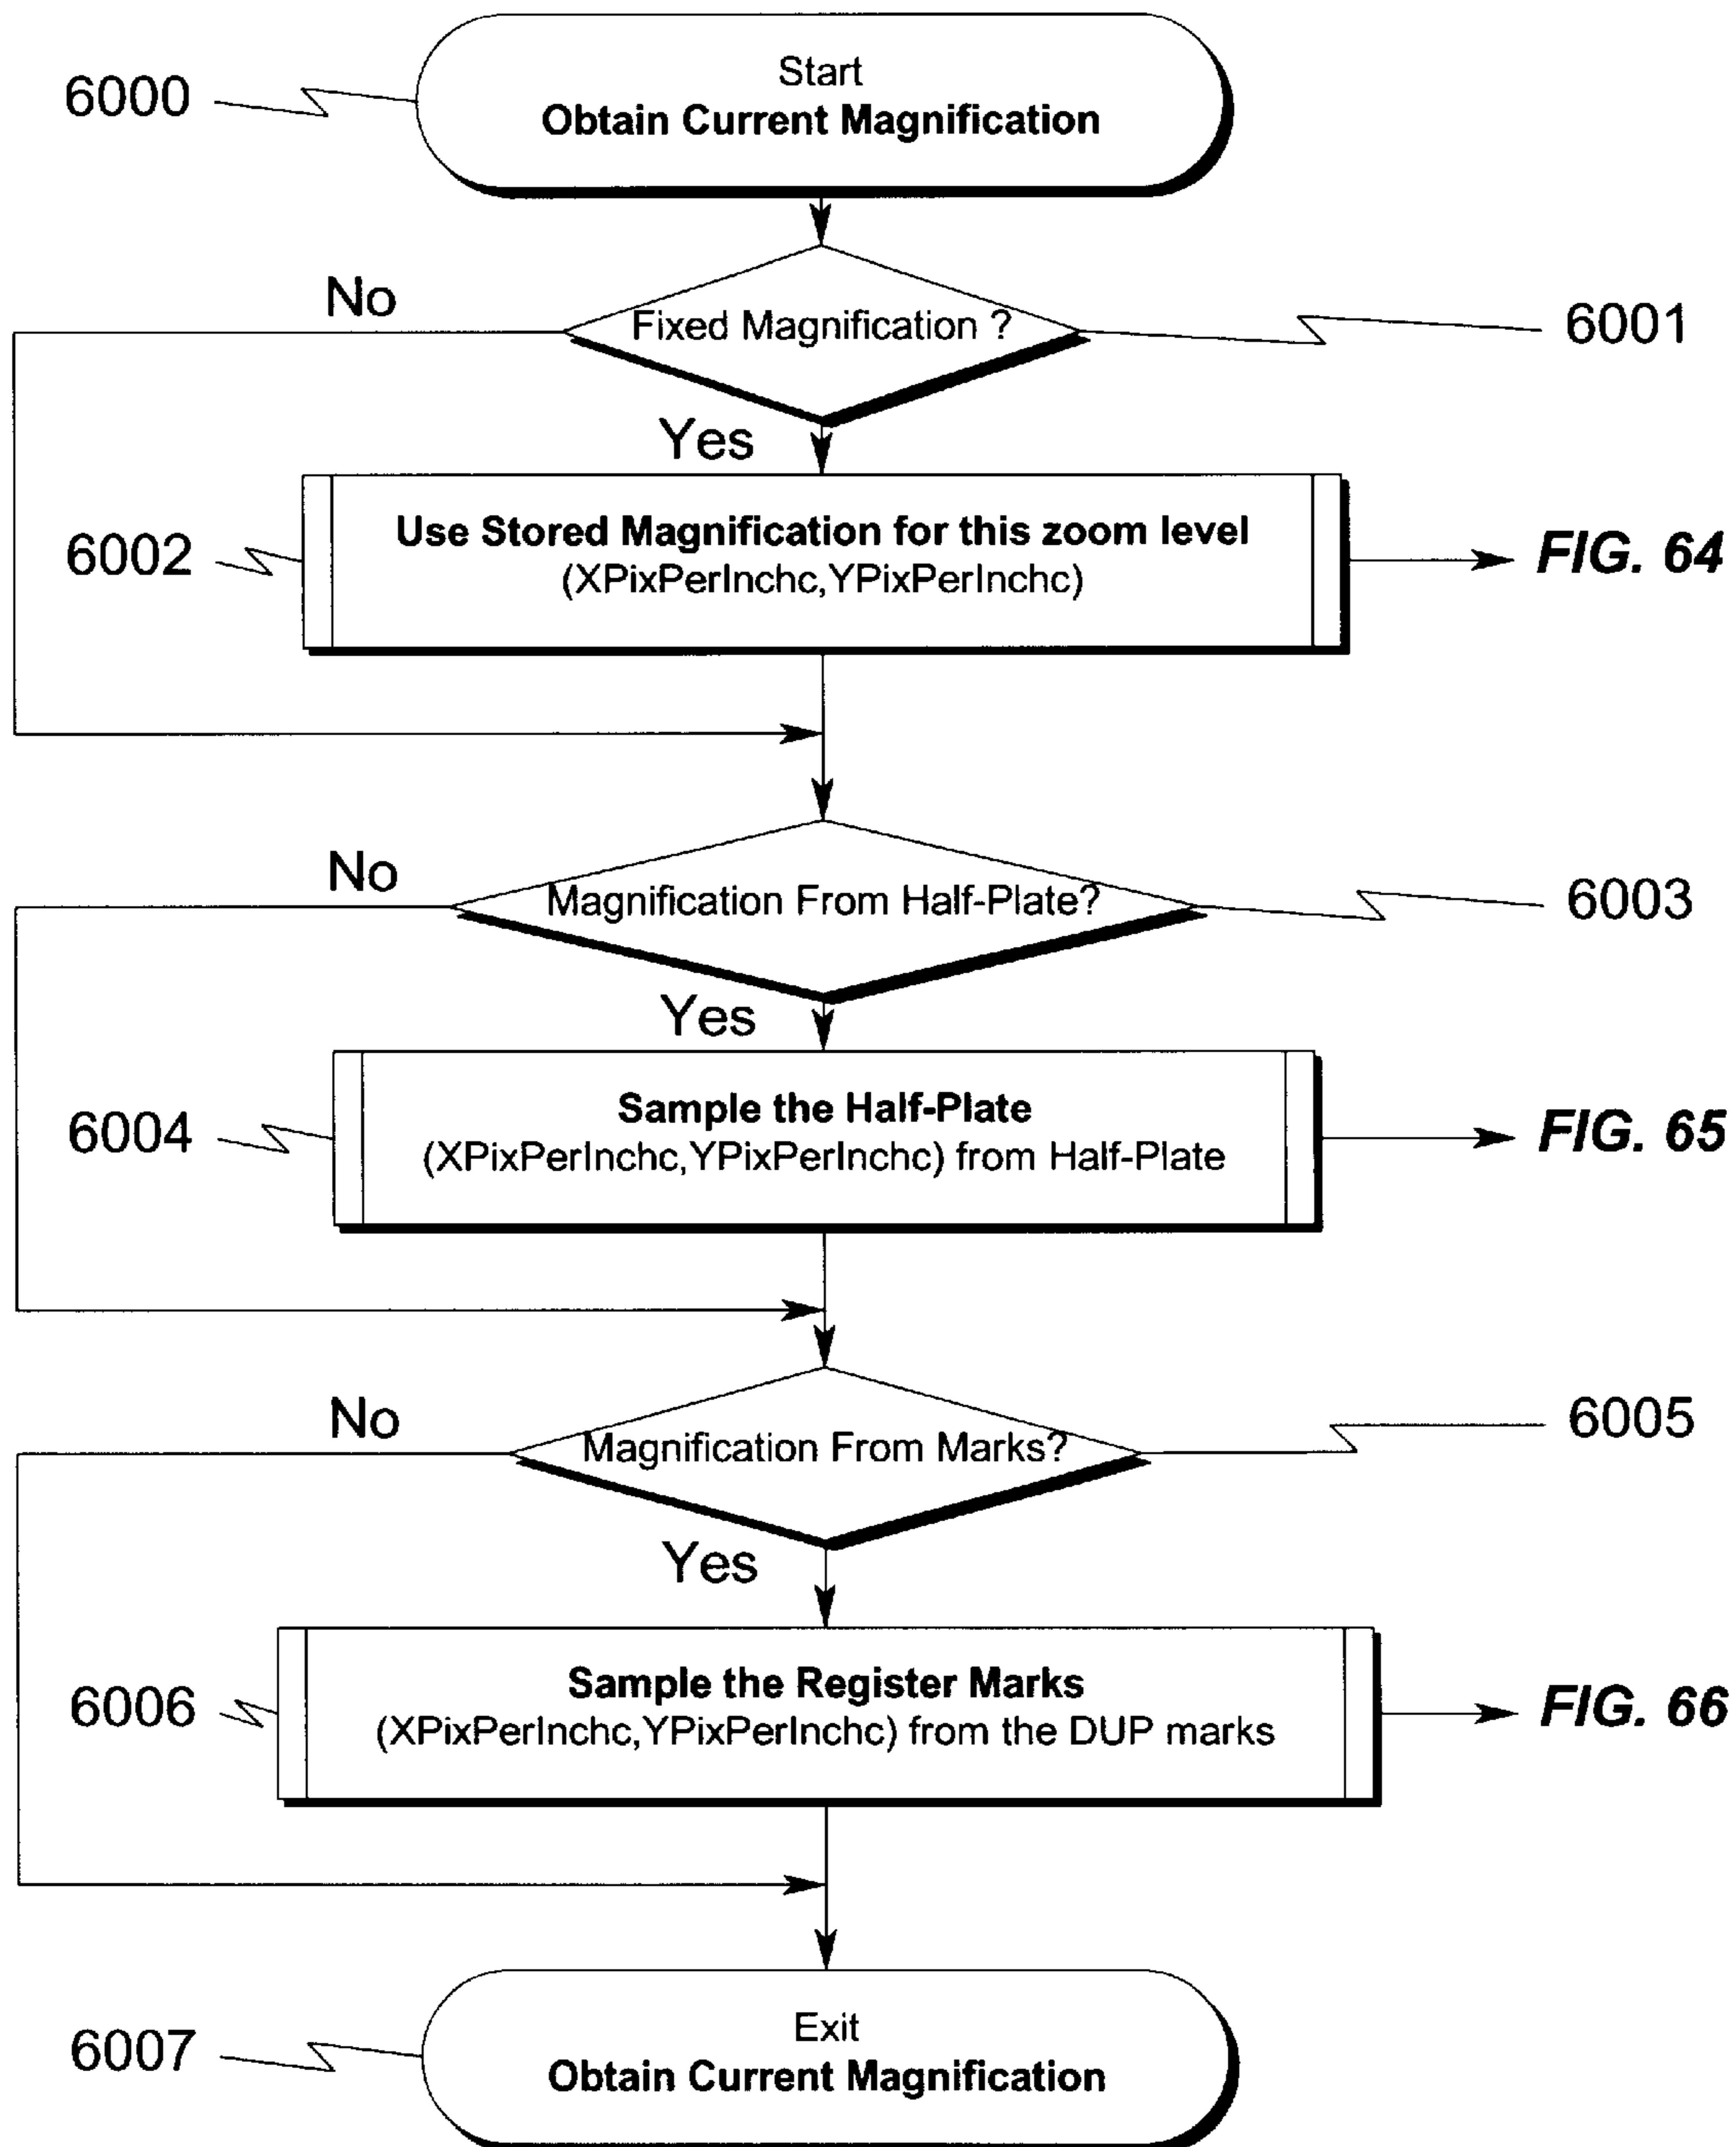 Start
6000
Obtain Current Magnification
No
Fixed Magnification ?
6001
Yes
Use Stored Magnification for this zoom level
6002
(XPixPerInchc,YPixPerInchc)
FIG. 64
No
Magnification From Half-Plate?
6003
Yes
Sample the Half-Plate
6004
(XPixPerInchc,YPixPerInchc) from Half-Plate
FIG. 65
No
Magnification From Marks?
6005
Yes
Sample the Register Marks
6006
(XPixPerInchc,YPixPerInchc) from the DUP marks
FIG. 66
Exit
6007
Obtain Current Magnification